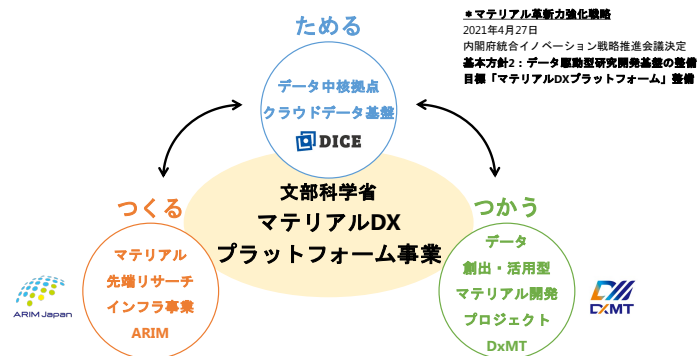 ＊マテリアル革新力強化戦略
2021年4月27日
内閣府統合イノベーション戦略推進会議決定
基本方針2：データ駆動型研究開発基盤の整備
目標「マテリアルDXプラットフォーム」整備
ためる
データ中核拠点
クラウドデータ基盤
DICE
文部科学省
マテリアルDX
プラットフォーム事業
つくる
マテリアル
先端リサーチ
インフラ事業
ARIM
ARIM Japan
つかう
データ
創出・活用型
マテリアル開発
プロジェクト
DxMT
DXMT